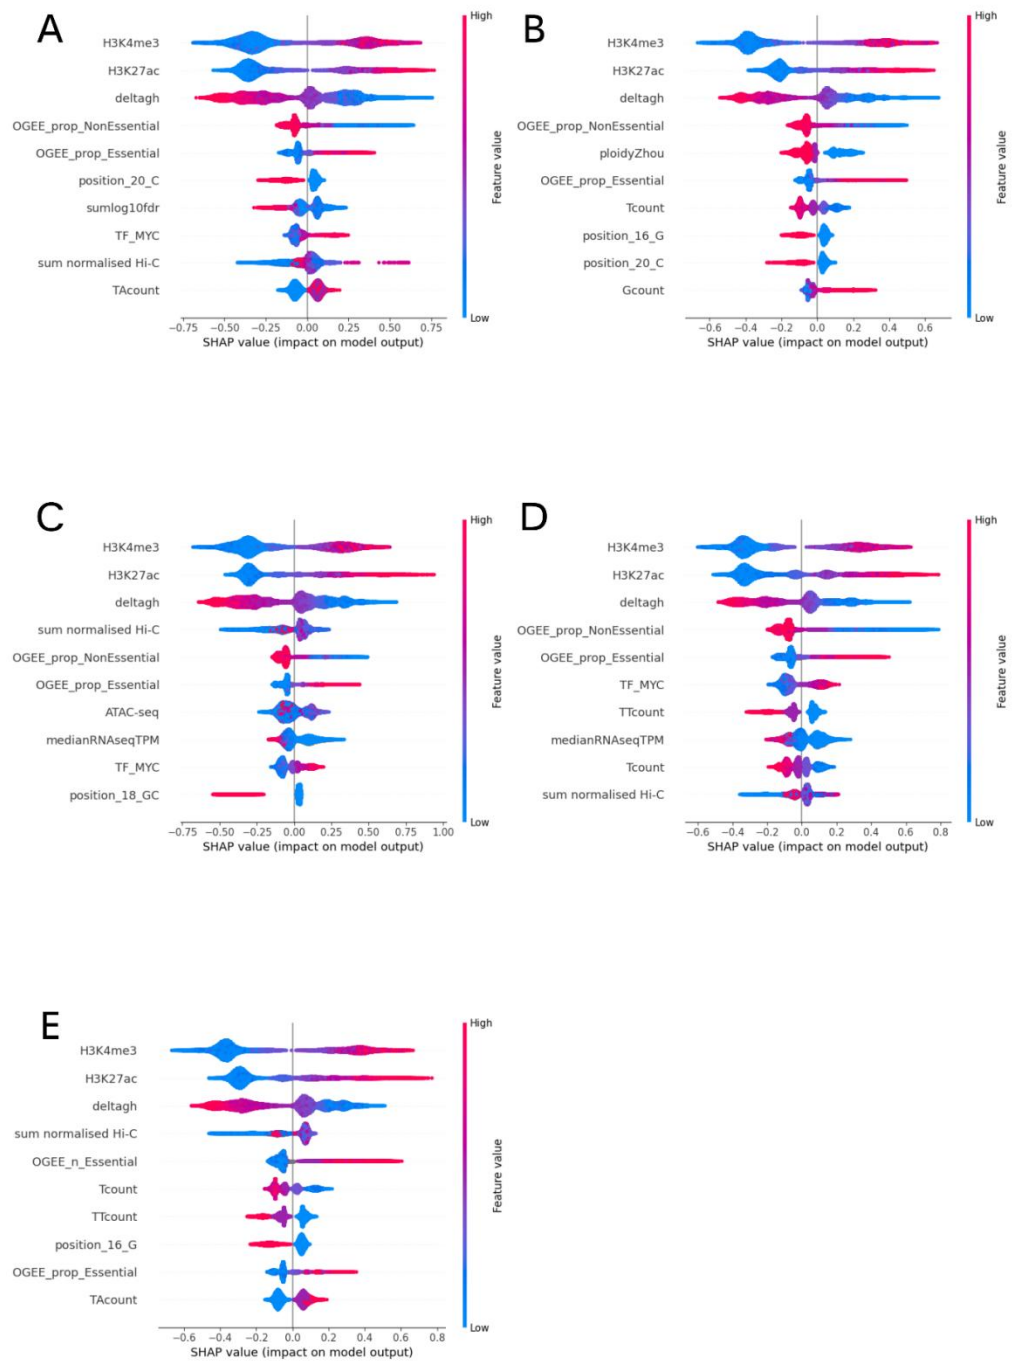 A
High
H3K4me3
H3K27ac
deltagh
OGEE_prop_NonEssential
OGEE_prop_Essential
position_20_C
sumlog10fdr
TF_MYC
sum normalised Hi-C
TAcount
Feature value
Low
−0.75 −0.50 −0.25 0.00 0.25 0.50 0.75
SHAP value (impact on model output)
B
High
H3K4me3
H3K27ac
deltagh
OGEE_prop_NonEssential
ploidyZhou
OGEE_prop_Essential
Tcount
position_16_G
position_20_C
Gcount
Feature value
Low
−0.6 −0.4 −0.2 0.0 0.2 0.4 0.6
SHAP value (impact on model output)
C
High
H3K4me3
H3K27ac
deltagh
sum normalised Hi-C
OGEE_prop_NonEssential
OGEE_prop_Essential
ATAC-seq
medianRNAseqTPM
TF_MYC
position_18_GC
Feature value
Low
−0.75 −0.50 −0.25 0.00 0.25 0.50 0.75 1.00
SHAP value (impact on model output)
D
High
H3K4me3
H3K27ac
deltagh
OGEE_prop_NonEssential
OGEE_prop_Essential
TF_MYC
TTcount
medianRNAseqTPM
Tcount
sum normalised Hi-C
Feature value
Low
−0.6 −0.4 −0.2 0.0 0.2 0.4 0.6 0.8
SHAP value (impact on model output)
E
High
H3K4me3
H3K27ac
deltagh
sum normalised Hi-C
OGEE_n_Essential
Tcount
TTcount
position_16_G
OGEE_prop_Essential
TAcount
Feature value
Low
−0.6 −0.4 −0.2 0.0 0.2 0.4 0.6 0.8
SHAP value (impact on model output)